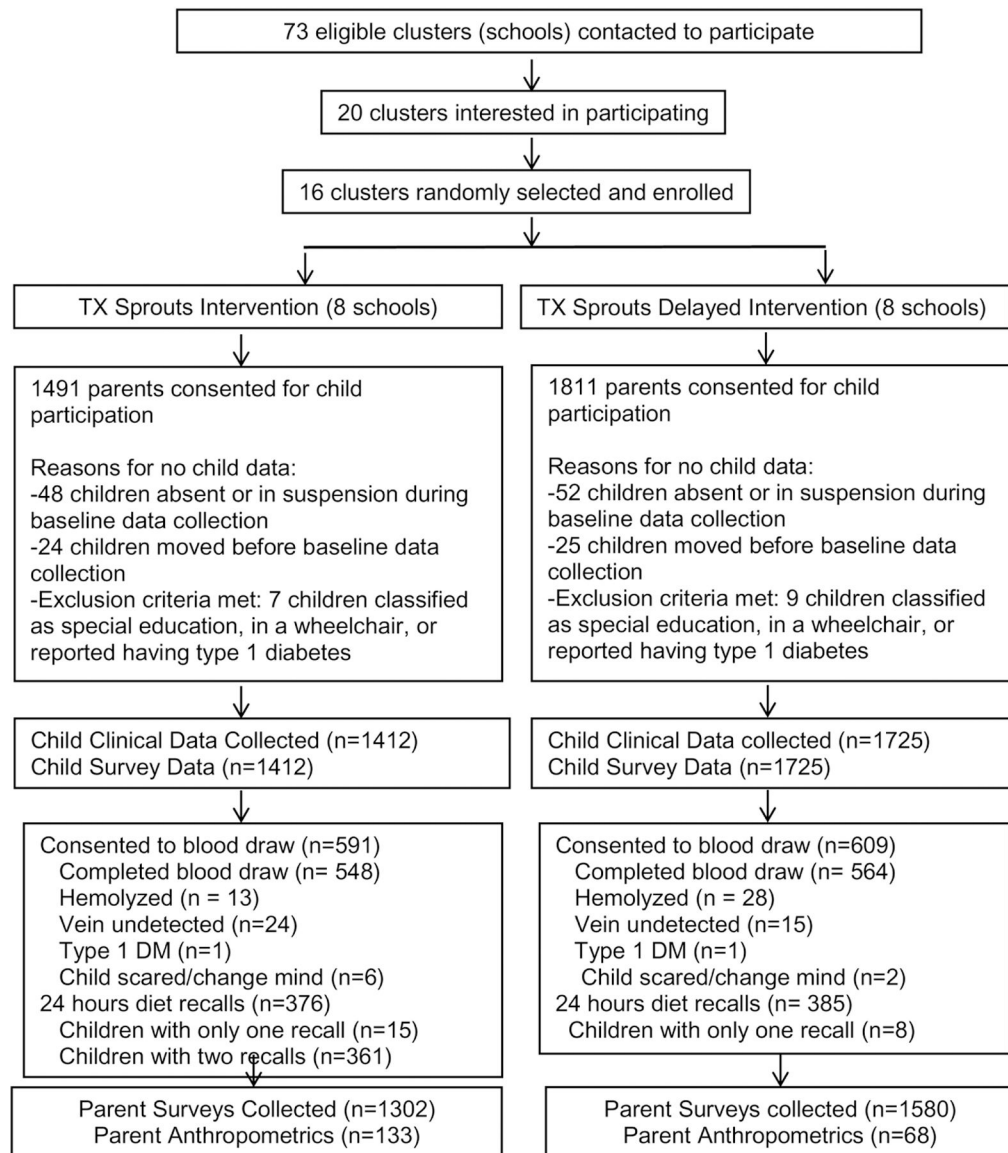 73 eligible clusters (schools) contacted to participate
20 clusters interested in participating
16 clusters randomly selected and enrolled
TX Sprouts Intervention (8 schools)
1491 parents consented for child
participation
Reasons for no child data:
-48 children absent or in suspension during
baseline data collection
-24 children moved before baseline data
collection
-Exclusion criteria met: 7 children classified
as special education, in a wheelchair, or
reported having type 1 diabetes
Child Clinical Data Collected (n=1412)
Child Survey Data (n=1412)
Consented to blood draw (n=591)
Completed blood draw (n= 548)
Hemolyzed (n = 13)
Vein undetected (n=24)
Type 1 DM (n=1)
Child scared/change mind (n=6)
24 hours diet recalls (n=376)
Children with only one recall (n=15)
Children with two recalls (n=361)
Parent Surveys Collected (n=1302)
Parent Anthropometrics (n=133)
TX Sprouts Delayed Intervention (8 schools)
1811 parents consented for child
participation
Reasons for no child data:
-52 children absent or in suspension during
baseline data collection
-25 children moved before baseline data
collection
-Exclusion criteria met: 9 children classified
as special education, in a wheelchair, or
reported having type 1 diabetes
Child Clinical Data collected (n=1725)
Child Survey Data (n=1725)
Consented to blood draw (n=609)
Completed blood draw (n= 564)
Hemolyzed (n = 28)
Vein undetected (n=15)
Type 1 DM (n=1)
Child scared/change mind (n=2)
24 hours diet recalls (n= 385)
Children with only one recall (n=8)
Parent Surveys collected (n=1580)
Parent Anthropometrics (n=68)